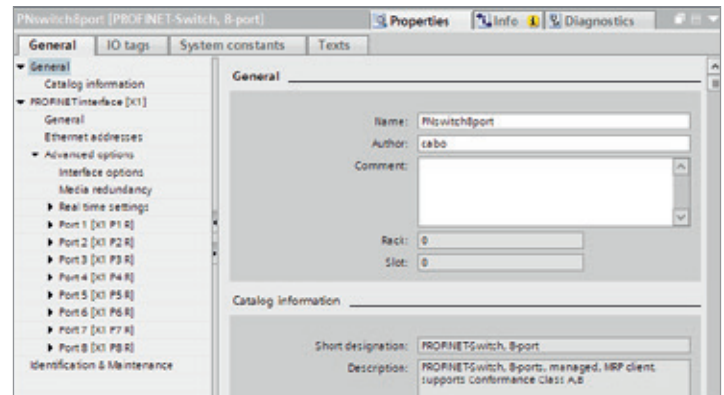 PNswitch8port [PROFINET-Switch, 8-port]
Properties
Info
Diagnostics
General
IO tags
System constants
Texts
General
Catalog information
PROFINET interface [X1]
General
Ethernet addresses
Advanced options
Interface options
Media redundancy
Real time settings
Port 1 [X1 P1 R]
Port 2 [X1 P2 R]
Port 3 [X1 P3 R]
Port 4 [X1 P4 R]
Port 5 [X1 P5 R]
Port 6 [X1 P6 R]
Port 7 [X1 P7 R]
Port 8 [X1 P8 R]
Identification & Maintenance
General
Name: PNswitch8port
Author: cabo
Comment:
Rack: 0
Slot: 0
Catalog information
Short designation: PROFINET-Switch, 8-port
Description: PROFINET-Switch, 8-ports, managed, MRP client,
supports Conformance Class A,B